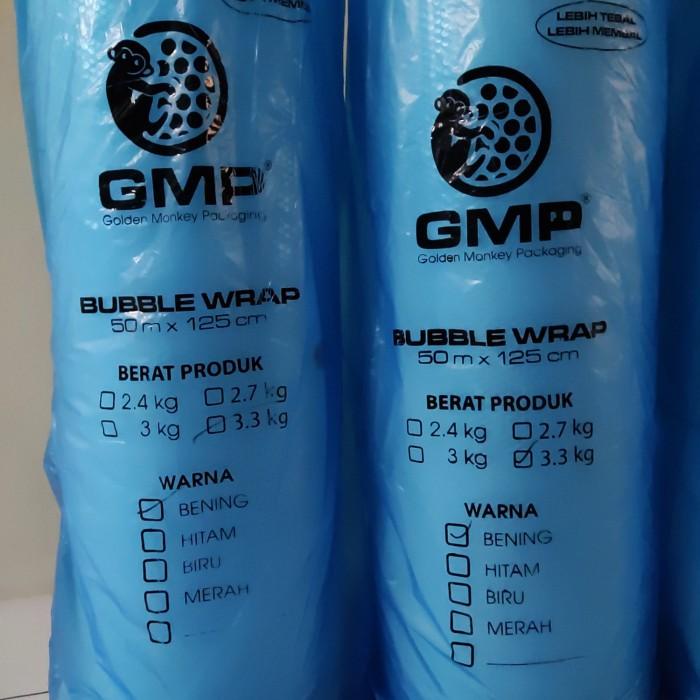 GMP®
Golden Monkey Packaging
BUBBLE WRAP
50 m x 125 cm
BERAT PRODUK
2.4 kg 2.7 kg
3 kg 3.3 kg
WARNA
BENING
HITAM
BIRU
MERAH
LEBIH TEBAL
LEBIH MEMBAL
GMP®
Golden Monkey Packaging
BUBBLE WRAP
50 m x 125 cm
BERAT PRODUK
2.4 kg 2.7 kg
3 kg 3.3 kg
WARNA
BENING
HITAM
BIRU
MERAH